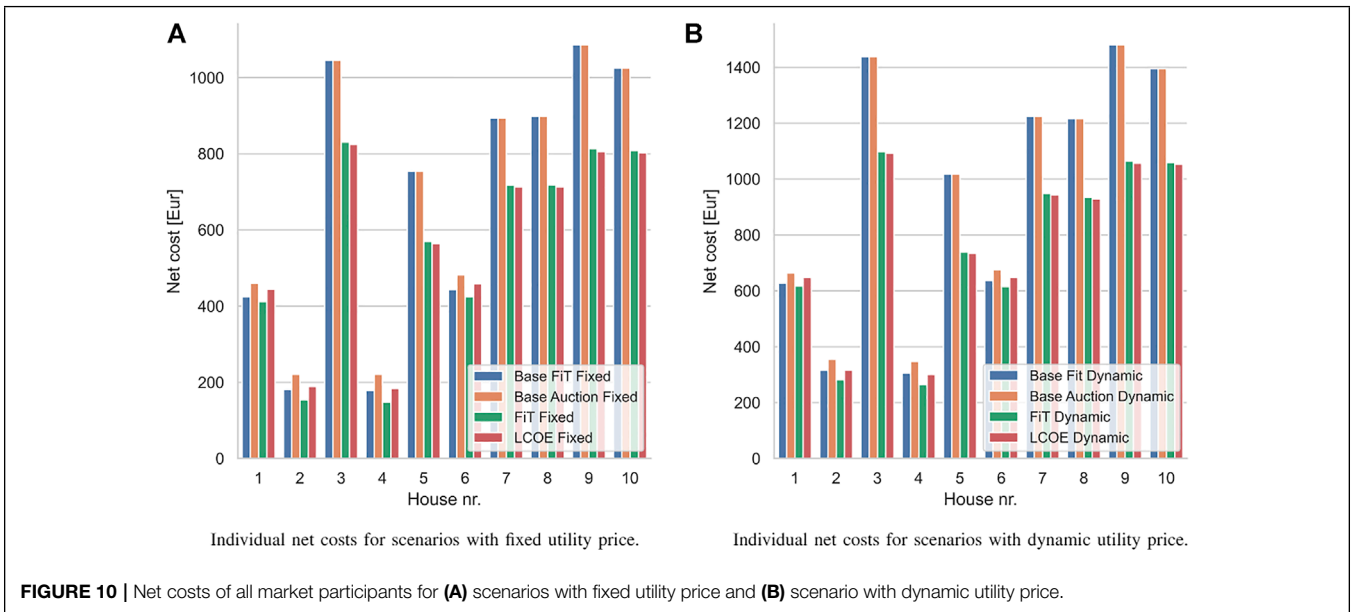 A
Net cost [Eur]
1000
800
600
400
200
0
1 2 3 4 5 6 7 8 9 10
House nr.
Base FiT Fixed
Base Auction Fixed
FiT Fixed
LCOE Fixed
Individual net costs for scenarios with fixed utility price.
B
Net cost [Eur]
1400
1200
1000
800
600
400
200
0
1 2 3 4 5 6 7 8 9 10
House nr.
Base Fit Dynamic
Base Auction Dynamic
FiT Dynamic
LCOE Dynamic
Individual net costs for scenarios with dynamic utility price.
FIGURE 10 | Net costs of all market participants for (A) scenarios with fixed utility price and (B) scenario with dynamic utility price.